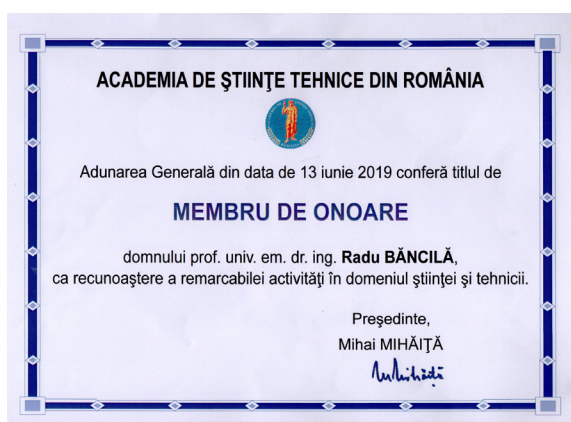 ACADEMIA DE ŞTIINŢE TEHNICE DIN ROMÂNIA
Adunarea Generală din data de 13 iunie 2019 conferă titlul de
MEMBRU DE ONOARE
domnului prof. univ. em. dr. ing. Radu BĂNCILĂ,
ca recunoaştere a remarcabilei activităţi în domeniul ştiinţei şi tehnicii.
Preşedinte,
Mihai MIHĂIŢĂ